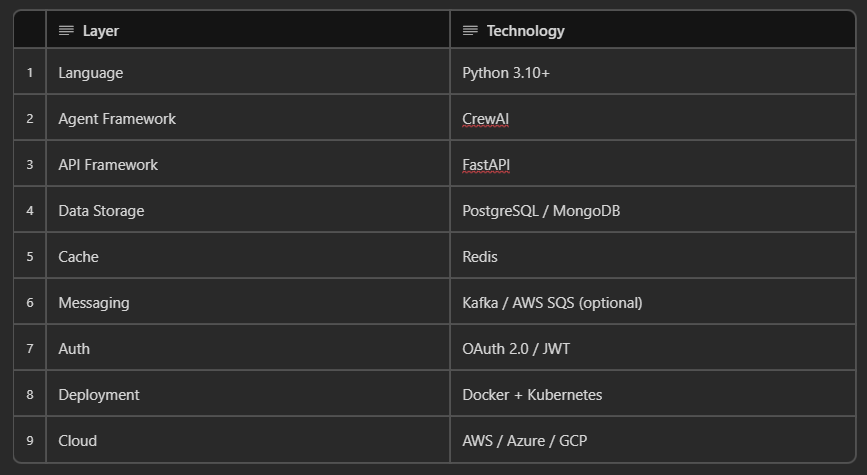 Layer Technology
1 Language Python 3.10+
2 Agent Framework CrewAI
3 API Framework FastAPI
4 Data Storage PostgreSQL / MongoDB
5 Cache Redis
6 Messaging Kafka / AWS SQS (optional)
7 Auth OAuth 2.0 / JWT
8 Deployment Docker + Kubernetes
9 Cloud AWS / Azure / GCP